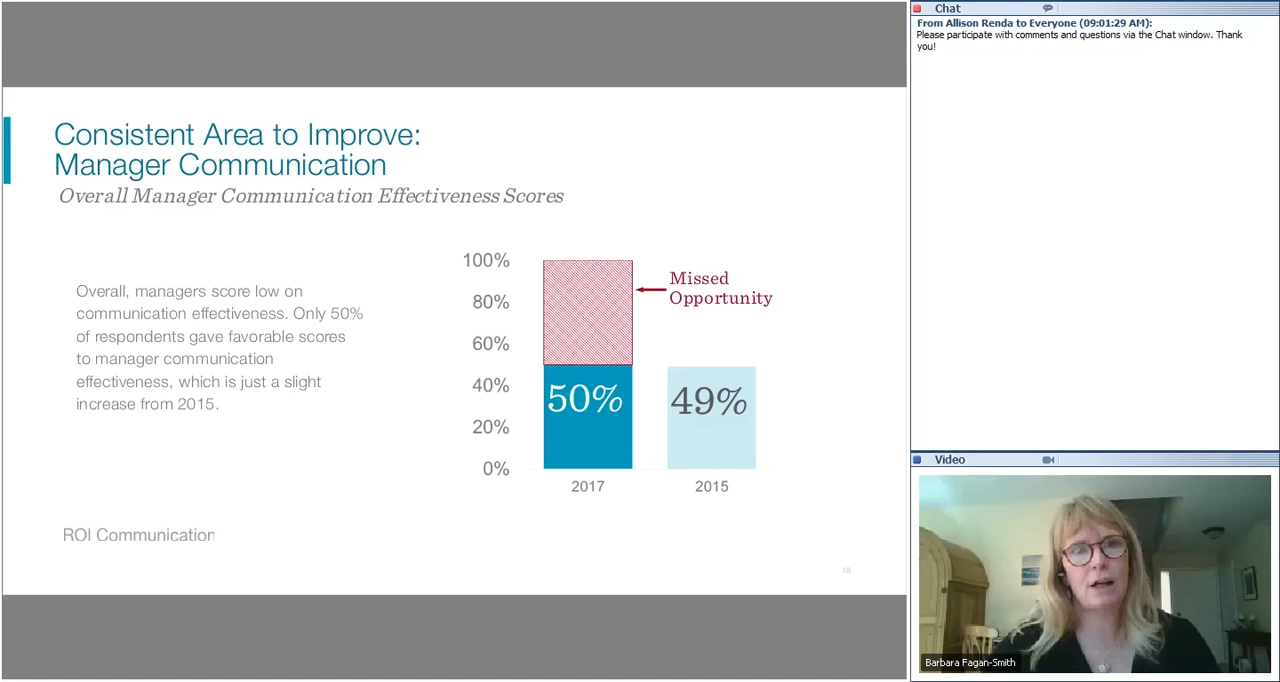 Consistent Area to Improve:
Manager Communication
Overall Manager Communication Effectiveness Scores
Overall, managers score low on
communication effectiveness. Only 50%
of respondents gave favorable scores
to manager communication
effectiveness, which is just a slight
increase from 2015.
100%
80%
60%
40%
20%
0%
Missed
Opportunity
50%
49%
2017
2015
ROI Communication
18
Chat
From Allison Renda to Everyone (09:01:29 AM):
Please participate with comments and questions via the Chat window. Thank
you!
Video
Barbara Fagan-Smith